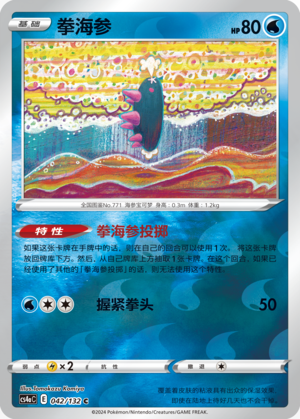 基础 拳海参 HP80
全国图鉴No.771 海参宝可梦 身高:0.3m 体重:1.2kg
特性 拳海参投掷
如果这张卡牌在手牌中的话,则在自己的回合可以使用1次。将这张卡牌放回牌库下方。然后,从自己牌库上方抽取1张卡牌。在这个回合,如果已经使用了其他的「拳海参投掷」的话,则无法使用这个特性。
握紧拳头 50
弱点 ×2 抵抗力 撤退
Illus.Tomokazu Komiya
CS4aC E 042/132 C
©2024 Pokémon/Nintendo/Creatures/GAME FREAK.